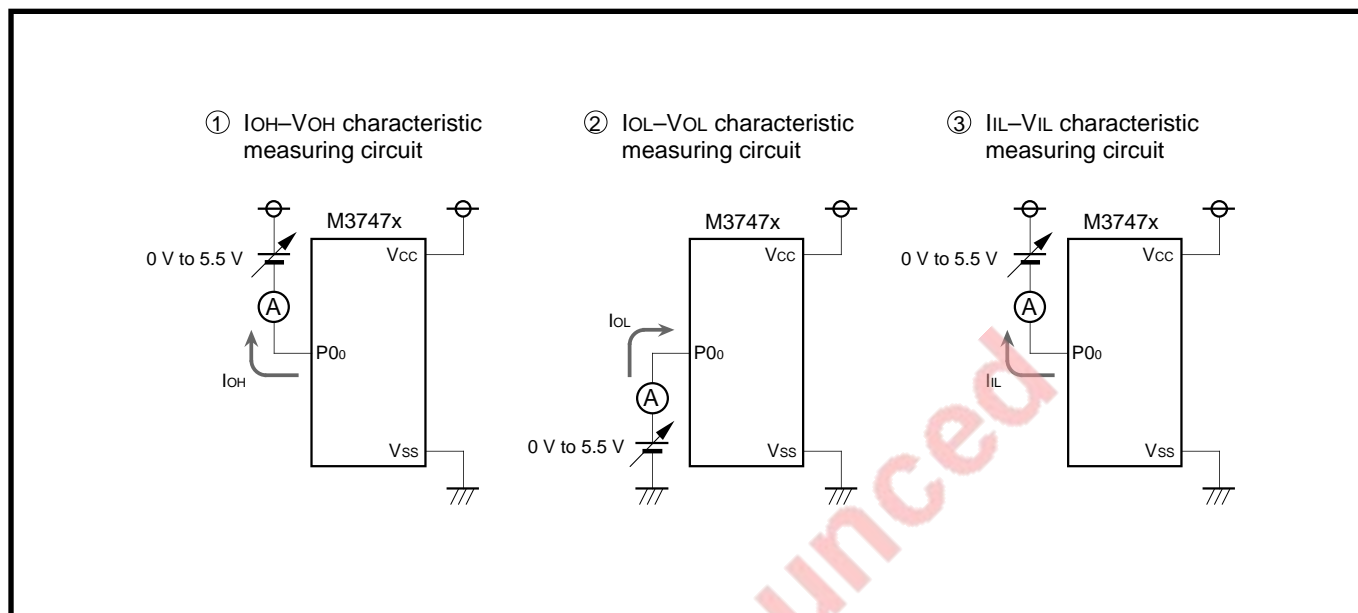 ① IOH–VOH characteristic
measuring circuit
M3747x
VCC
0 V to 5.5 V
A
P00
IOH
VSS
② IOL–VOL characteristic
measuring circuit
M3747x
VCC
IOL
P00
A
0 V to 5.5 V
VSS
③ IIL–VIL characteristic
measuring circuit
M3747x
VCC
0 V to 5.5 V
A
P00
IIL
VSS
unced